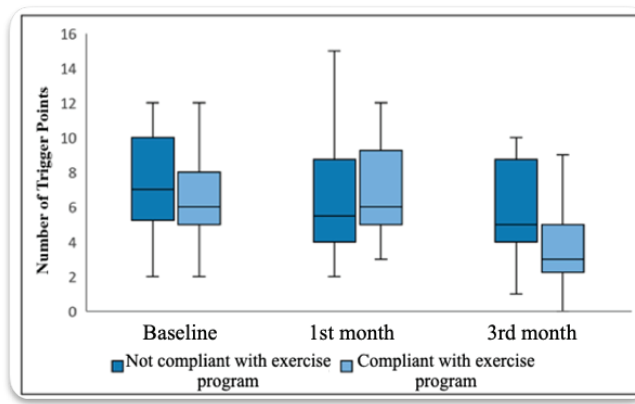 Number of Trigger Points
16
14
12
10
8
6
4
2
0
Baseline 1st month 3rd month
Not compliant with exercise program
Compliant with exercise program